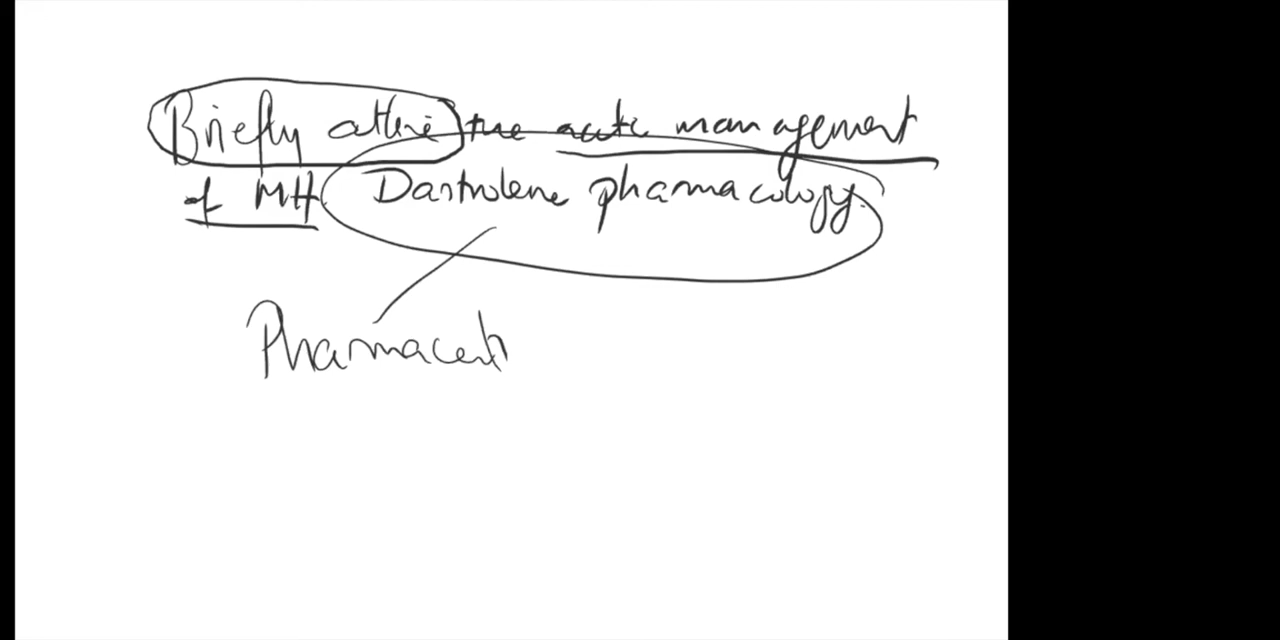 Briefly outline the acute management
of MH Dantrolene pharmacology.
Pharmaceuti